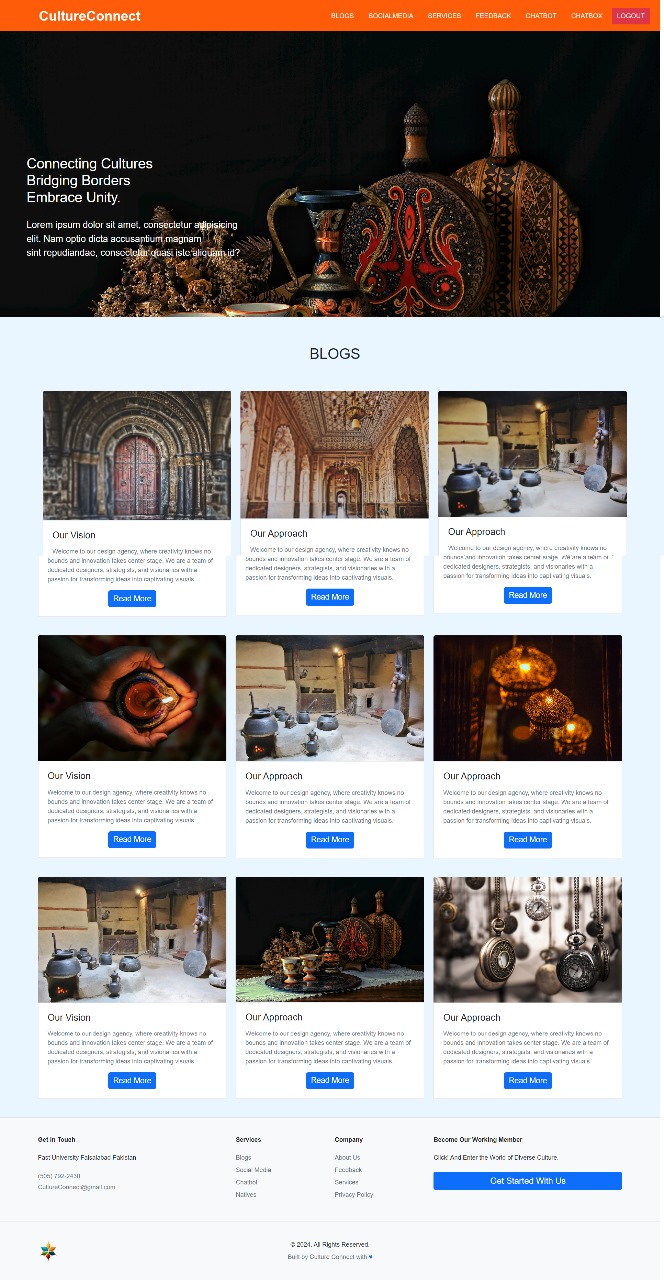 CultureConnect
BLOGS SOCIALMEDIA SERVICES FEEDBACK CHATBOT CHATBOX LOGOUT
Connecting Cultures
Bridging Borders
Embrace Unity.
Lorem ipsum dolor sit amet, consectetur adipisicing
elit. Nam optio dicta accusantium magnam
sint repudiandae, consectetur quasi iste aliquam id?
BLOGS
Our Vision
Welcome to our design agency, where creativity knows no
bounds and innovation takes center stage. We are a team of
dedicated designers, strategists, and visionaries with a
passion for transforming ideas into captivating visuals.
Read More
Our Approach
Welcome to our design agency, where creativity knows no
bounds and innovation takes center stage. We are a team of
dedicated designers, strategists, and visionaries with a
passion for transforming ideas into captivating visuals.
Read More
Our Approach
Welcome to our design agency, where creativity knows no
bounds and innovation takes center stage. We are a team of
dedicated designers, strategists, and visionaries with a
passion for transforming ideas into captivating visuals.
Read More
Our Vision
Welcome to our design agency, where creativity knows no
bounds and innovation takes center stage. We are a team of
dedicated designers, strategists, and visionaries with a
passion for transforming ideas into captivating visuals.
Read More
Our Approach
Welcome to our design agency, where creativity knows no
bounds and innovation takes center stage. We are a team of
dedicated designers, strategists, and visionaries with a
passion for transforming ideas into captivating visuals.
Read More
Our Approach
Welcome to our design agency, where creativity knows no
bounds and innovation takes center stage. We are a team of
dedicated designers, strategists, and visionaries with a
passion for transforming ideas into captivating visuals.
Read More
Our Vision
Welcome to our design agency, where creativity knows no
bounds and innovation takes center stage. We are a team of
dedicated designers, strategists, and visionaries with a
passion for transforming ideas into captivating visuals.
Read More
Our Approach
Welcome to our design agency, where creativity knows no
bounds and innovation takes center stage. We are a team of
dedicated designers, strategists, and visionaries with a
passion for transforming ideas into captivating visuals.
Read More
Our Approach
Welcome to our design agency, where creativity knows no
bounds and innovation takes center stage. We are a team of
dedicated designers, strategists, and visionaries with a
passion for transforming ideas into captivating visuals.
Read More
Get In Touch
Fast University Faisalabad Pakistan
(505) 792-2430
CultureConnect@gmail.com
Services
Blogs
Social Media
Chatbot
Natives
Company
About Us
Feedback
Services
Privacy Policy
Become Our Working Member
Click! And Enter the World of Diverse Culture.
Get Started With Us
© 2024. All Rights Reserved.
Built by Culture Connect with ♥